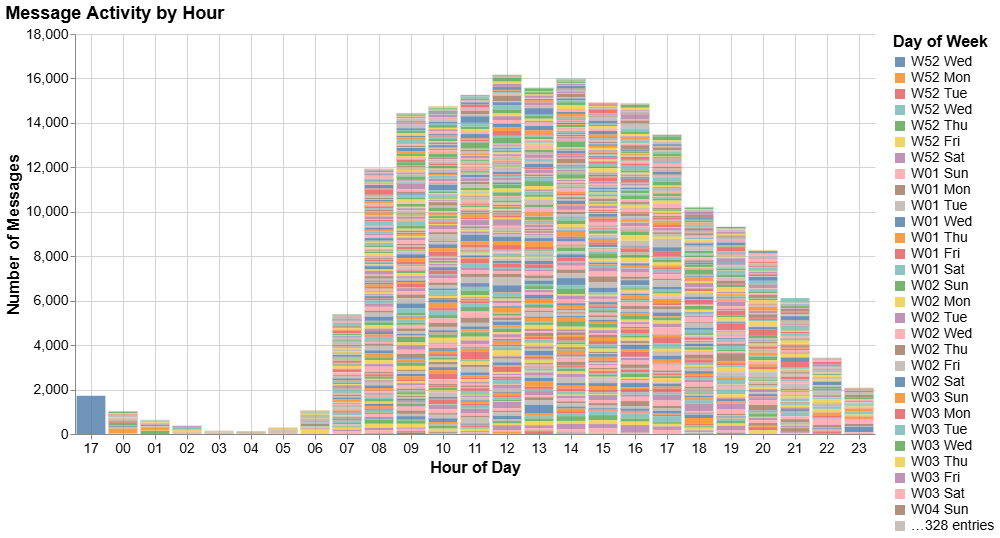 Message Activity by Hour
Number of Messages
18,000
16,000
14,000
12,000
10,000
8,000
6,000
4,000
2,000
0
17 00 01 02 03 04 05 06 07 08 09 10 11 12 13 14 15 16 17 18 19 20 21 22 23
Hour of Day
Day of Week
W52 Wed
W52 Mon
W52 Tue
W52 Wed
W52 Thu
W52 Fri
W52 Sat
W01 Sun
W01 Mon
W01 Tue
W01 Wed
W01 Thu
W01 Fri
W01 Sat
W02 Sun
W02 Mon
W02 Tue
W02 Wed
W02 Thu
W02 Fri
W02 Sat
W03 Sun
W03 Mon
W03 Tue
W03 Wed
W03 Thu
W03 Fri
W03 Sat
W04 Sun
…328 entries